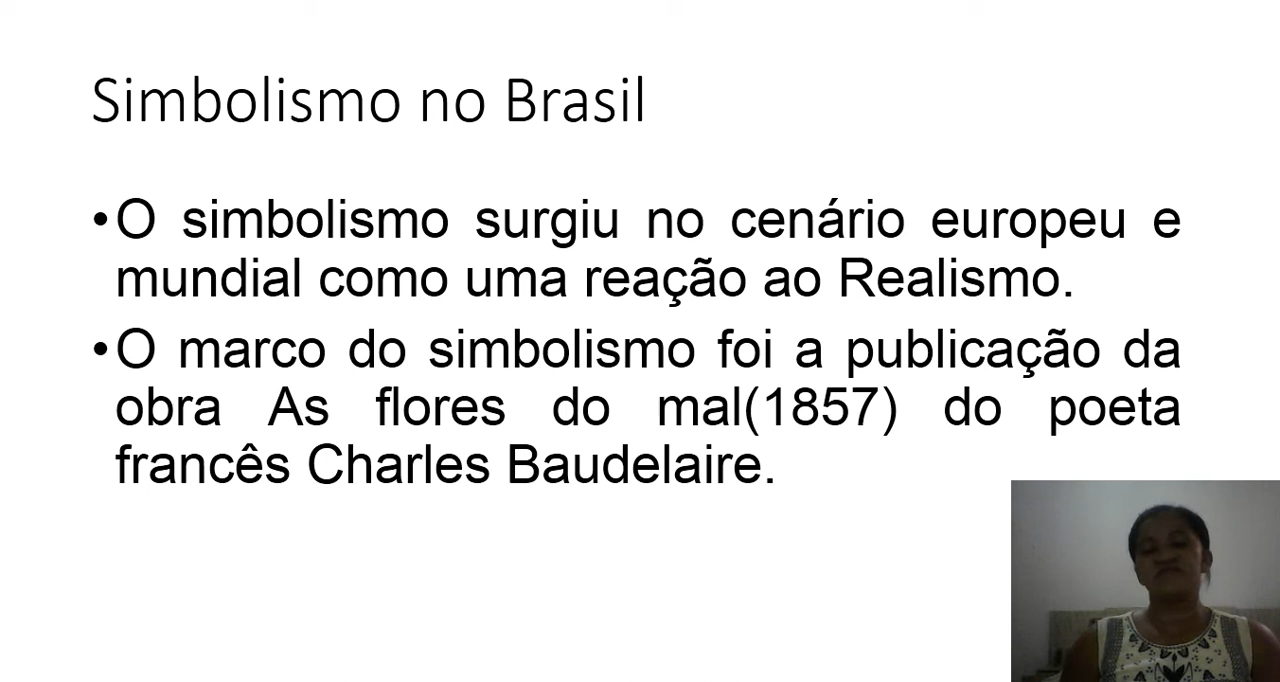 Simbolismo no Brasil
•O simbolismo surgiu no cenário europeu e
mundial como uma reação ao Realismo.
•O marco do simbolismo foi a publicação da
obra As flores do mal(1857) do poeta
francês Charles Baudelaire.